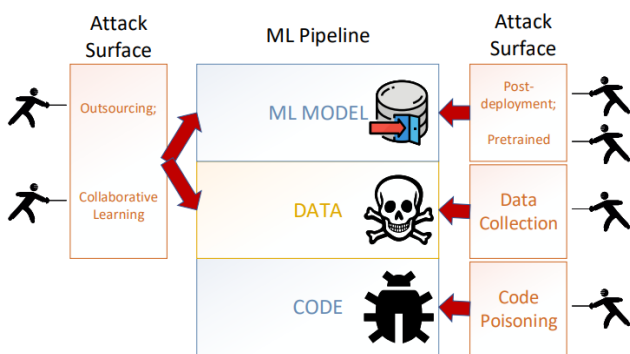 Attack
Surface
ML Pipeline
Attack
Surface
Outsourcing;
Collaborative
Learning
ML MODEL
Post-
deployment;
Pretrained
DATA
Data
Collection
CODE
Code
Poisoning